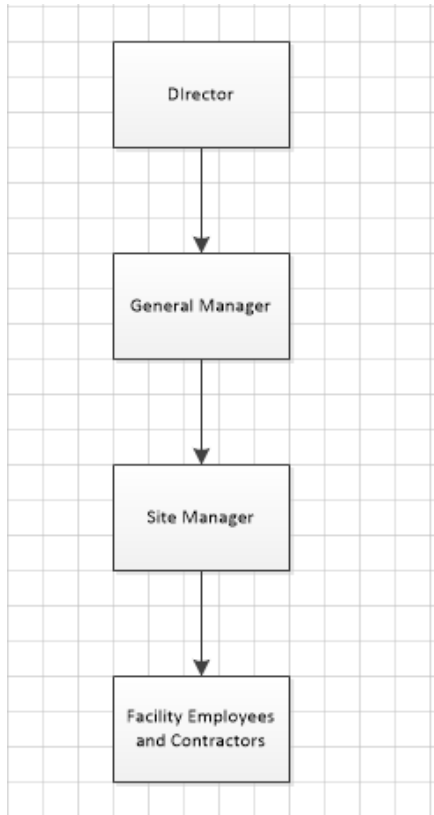 DIrector
General Manager
Site Manager
Facility Employees
and Contractors